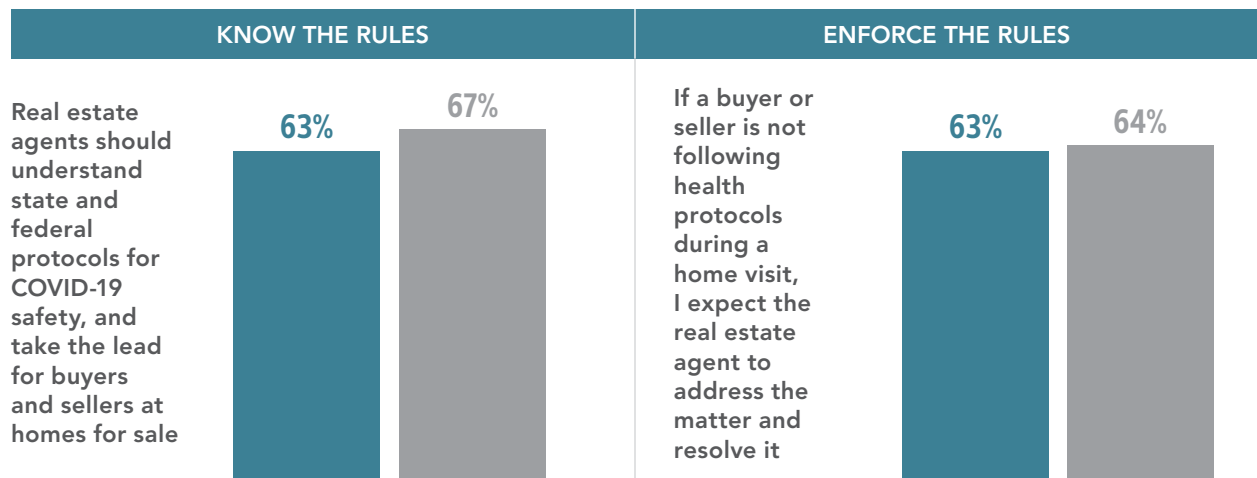 KNOW THE RULES
Real estate
agents should
understand
state and
federal
protocols for
COVID-19
safety, and
take the lead
for buyers
and sellers at
homes for sale
63%
67%
ENFORCE THE RULES
If a buyer or
seller is not
following
health
protocols
during a
home visit,
I expect the
real estate
agent to
address the
matter and
resolve it
63%
64%